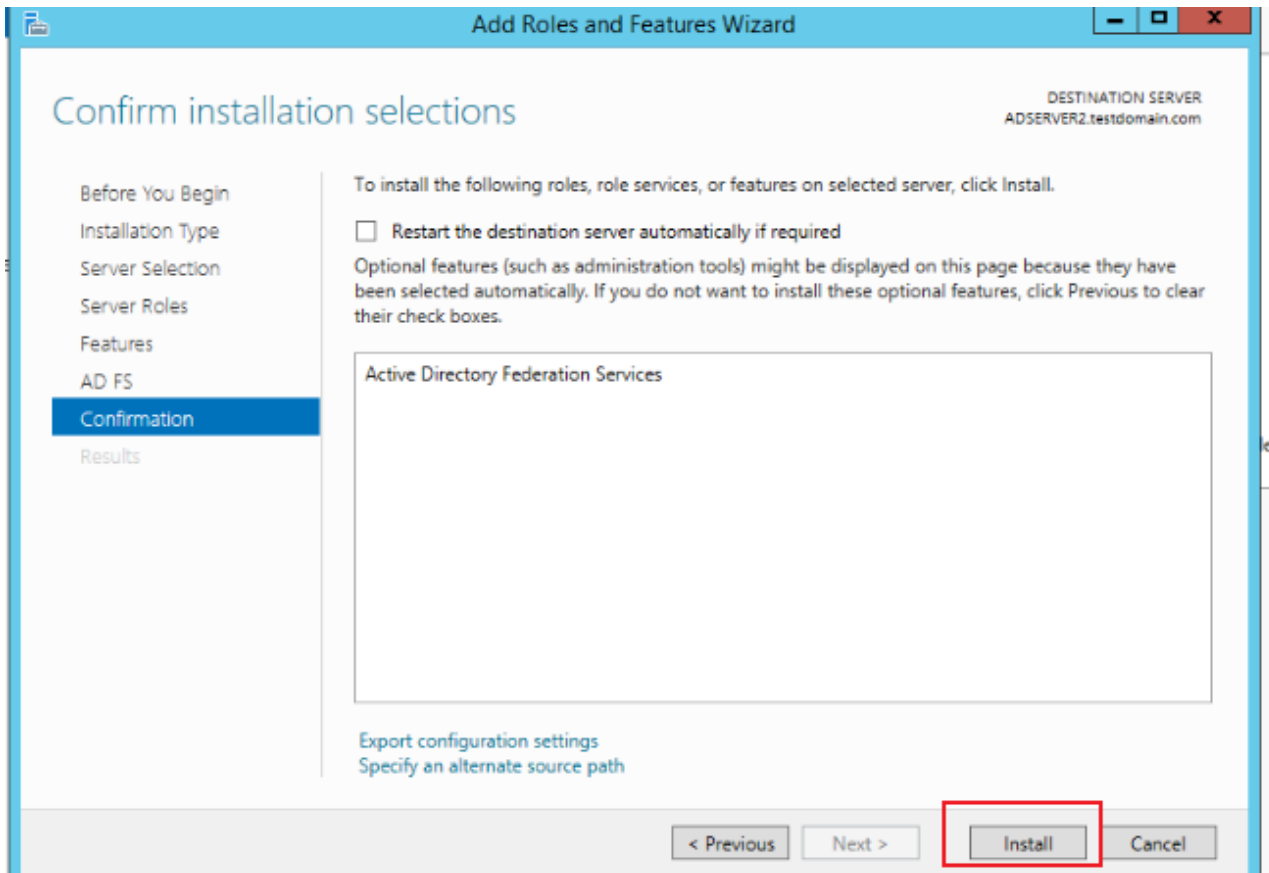 Add Roles and Features Wizard
Confirm installation selections
DESTINATION SERVER
ADSERVER2.testdomain.com
Before You Begin
Installation Type
Server Selection
Server Roles
Features
AD FS
Confirmation
Results
To install the following roles, role services, or features on selected server, click Install.
Restart the destination server automatically if required
Optional features (such as administration tools) might be displayed on this page because they have
been selected automatically. If you do not want to install these optional features, click Previous to clear
their check boxes.
Active Directory Federation Services
Export configuration settings
Specify an alternate source path
< Previous
Next >
Install
Cancel